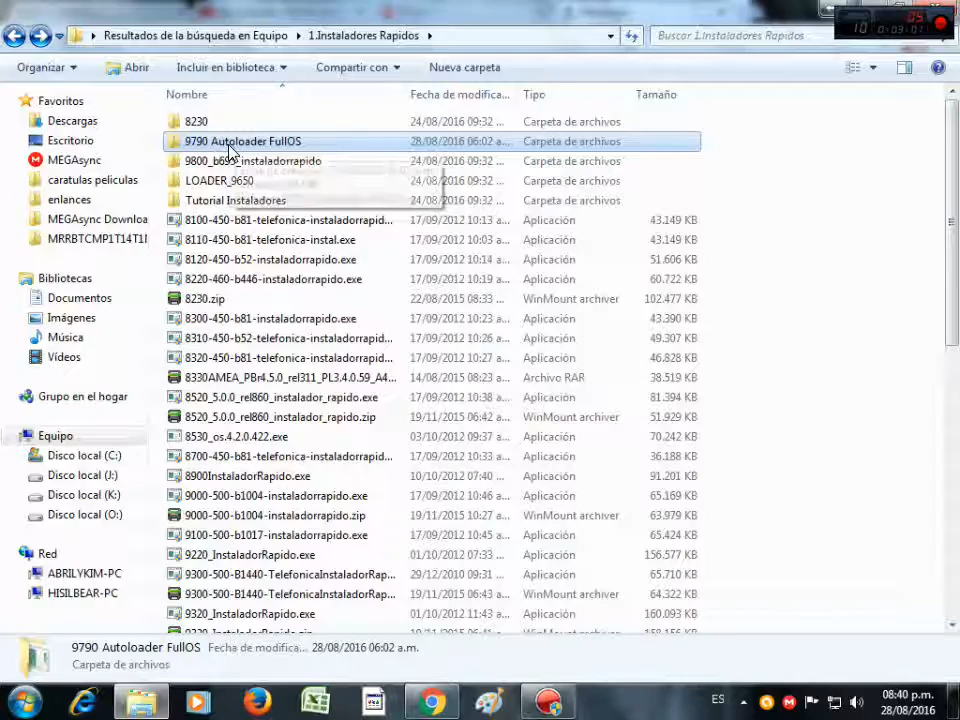 Resultados de la búsqueda en Equipo
1.Instaladores Rapidos
Buscar 1.Instaladores Rapidos
Organizar
Abrir
Incluir en biblioteca
Compartir con
Nueva carpeta
Nombre
Fecha de modifica...
Tipo
Tamaño
Favoritos
Descargas
Escritorio
MEGAsync
caratulas peliculas
enlances
MEGAsync Downloa
MRRBTCMP1T14T1N
Bibliotecas
Documentos
Imágenes
Música
Vídeos
Grupo en el hogar
Equipo
Disco local (C:)
Disco local (J:)
Disco local (K:)
Disco local (O:)
Red
ABRILYKIM-PC
HISILBEAR-PC
8230 24/08/2016 09:32 ... Carpeta de archivos
9790 Autoloader FullOS 28/08/2016 06:02 a... Carpeta de archivos
9800_b695_instaladorrapido 24/08/2016 09:32 ... Carpeta de archivos
LOADER_9650 24/08/2016 09:32 ... Carpeta de archivos
Tutorial Instaladores 24/08/2016 09:32 ... Carpeta de archivos
8100-450-b81-telefonica-instaladorrapid... 17/09/2012 10:13 a... Aplicación 43.149 KB
8110-450-b81-telefonica-instal.exe 17/09/2012 10:03 a... Aplicación 43.149 KB
8120-450-b52-instaladorrapido.exe 17/09/2012 10:14 a... Aplicación 51.606 KB
8220-460-b446-instaladorrapido.exe 17/09/2012 10:19 a... Aplicación 60.722 KB
8230.zip 22/08/2015 08:33 ... WinMount archiver 102.477 KB
8300-450-b81-instaladorrapido.exe 17/09/2012 10:24 a... Aplicación 43.390 KB
8310-450-b52-telefonica-instaladorrapid... 17/09/2012 10:26 a... Aplicación 49.307 KB
8320-450-b81-telefonica-instaladorrapid... 17/09/2012 10:27 a... Aplicación 46.828 KB
8330AMEA_PBr4.5.0_rel311_PL3.4.0.59_A4... 14/08/2015 08:23 a... Archivo RAR 38.519 KB
8520_5.0.0_rel860_instalador_rapido.exe 17/09/2012 10:38 a... Aplicación 81.394 KB
8520_5.0.0_rel860_instalador_rapido.zip 19/11/2015 06:42 a... WinMount archiver 51.929 KB
8530_os.4.2.0.422.exe 03/10/2012 09:37 a... Aplicación 70.242 KB
8700-450-b81-telefonica-instaladorrapid... 17/09/2012 10:33 a... Aplicación 36.188 KB
8900InstaladorRapido.exe 10/10/2012 07:40 ... Aplicación 91.201 KB
9000-500-b1004-instaladorrapido.exe 17/09/2012 10:46 a... Aplicación 65.169 KB
9000-500-b1004-instaladorrapido.zip 19/11/2015 10:27 a... WinMount archiver 63.979 KB
9100-500-b1017-instaladorrapido.exe 17/09/2012 10:45 a... Aplicación 65.424 KB
9220_InstaladorRapido.exe 01/10/2012 07:33 ... Aplicación 156.577 KB
9300-500-B1440-TelefonicaInstaladorRap... 29/12/2010 09:31 a... Aplicación 65.710 KB
9300-500-B1440-TelefonicaInstaladorRap... 19/11/2015 06:43 a... WinMount archiver 64.322 KB
9320_InstaladorRapido.exe 01/10/2012 11:43 a... Aplicación 160.093 KB
9790 Autoloader FullOS Fecha de modifica... 28/08/2016 06:02 a.m.
Carpeta de archivos
ES
08:40 p.m.
28/08/2016